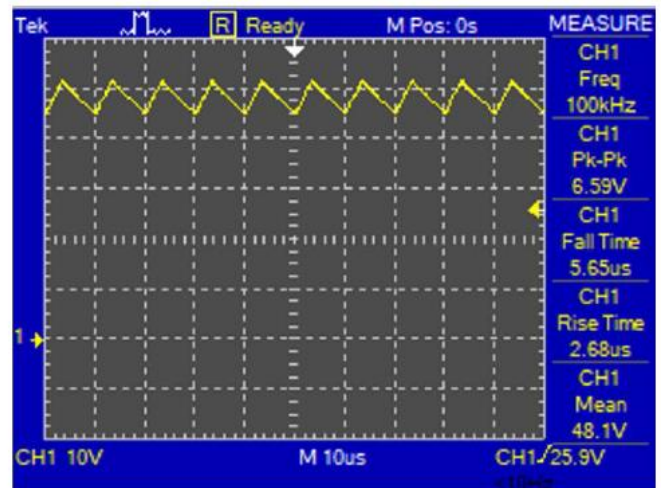 Tek R Ready M Pos: 0s MEASURE
CH1
Freq
100kHz
CH1
Pk-Pk
6.59V
CH1
Fall Time
5.65us
CH1
Rise Time
2.68us
CH1
Mean
48.1V
1
CH1 10V M 10us CH1 25.9V